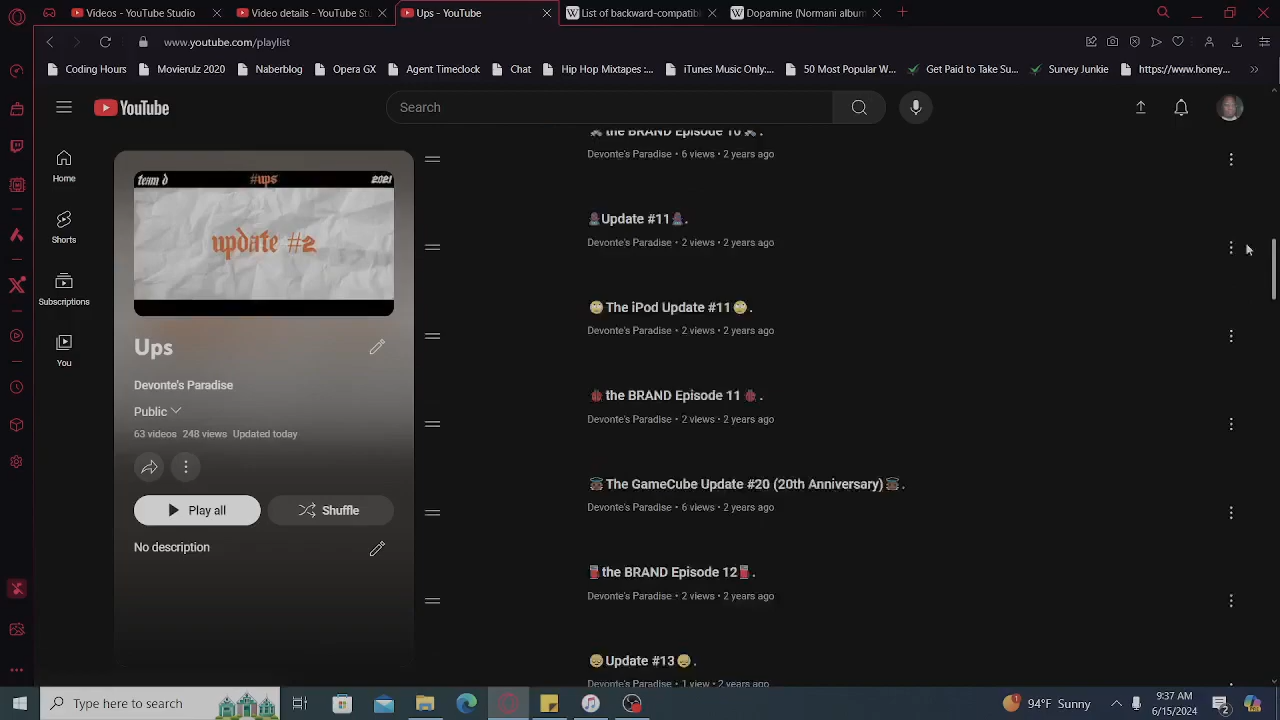 Videos - YouTube Studio
Video details - YouTube St
Ups - YouTube
List of backward-compatib
Dopamine (Normani album
www.youtube.com/playlist
Coding Hours
Movierulz 2020
Naberblog
Opera GX
Agent Timeclock
Chat
Hip Hop Mixtapes :...
iTunes Music Only:...
50 Most Popular W...
Get Paid to Take Su...
Survey Junkie
https://www.honey...
YouTube
Search
Home
Shorts
Subscriptions
You
team d
#ups
2021
update #2
Ups
Devonte's Paradise
Public
63 videos 248 views Updated today
Play all
Shuffle
No description
the BRAND Episode 10 .
Devonte's Paradise • 6 views • 2 years ago
Update #11 .
Devonte's Paradise • 2 views • 2 years ago
The iPod Update #11 .
Devonte's Paradise • 2 views • 2 years ago
the BRAND Episode 11 .
Devonte's Paradise • 2 views • 2 years ago
The GameCube Update #20 (20th Anniversary) .
Devonte's Paradise • 6 views • 2 years ago
the BRAND Episode 12 .
Devonte's Paradise • 2 views • 2 years ago
Update #13 .
Devonte's Paradise • 1 view • 2 years ago
Type here to search
94°F Sunny
9:37 AM
6/15/2024